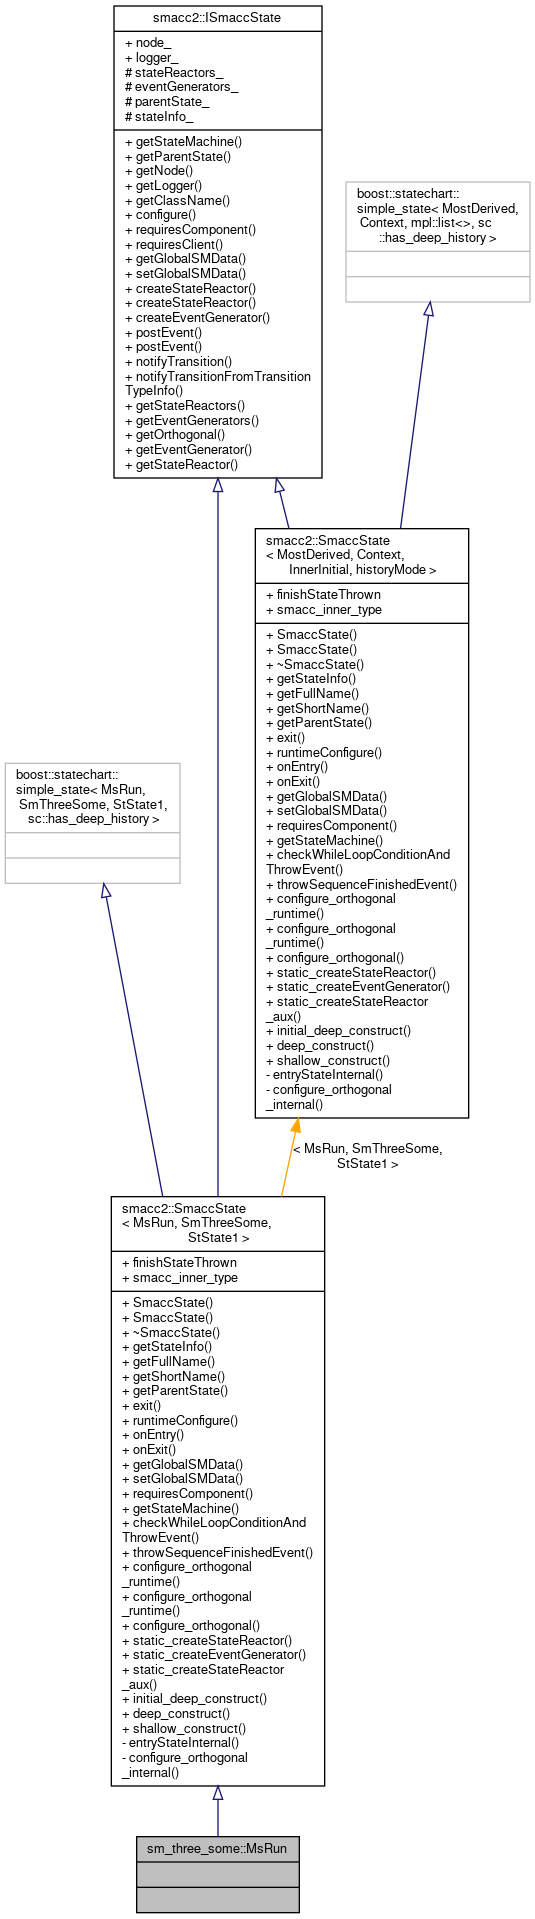 smacc2::ISmaccState
+ node_
+ logger_
# stateReactors_
# eventGenerators_
# parentState_
# stateInfo_
+ getStateMachine()
+ getParentState()
+ getNode()
+ getLogger()
+ getClassName()
+ configure()
+ requiresComponent()
+ requiresClient()
+ getGlobalSMData()
+ setGlobalSMData()
+ createStateReactor()
+ createStateReactor()
+ createEventGenerator()
+ postEvent()
+ postEvent()
+ notifyTransition()
+ notifyTransitionFromTransition
TypeInfo()
+ getStateReactors()
+ getEventGenerators()
+ getOrthogonal()
+ getEventGenerator()
+ getStateReactor()
boost::statechart::
simple_state< MostDerived,
Context, mpl::list<>, sc
::has_deep_history >
smacc2::SmaccState
< MostDerived, Context,
InnerInitial, historyMode >
+ finishStateThrown
+ smacc_inner_type
+ SmaccState()
+ SmaccState()
+ ~SmaccState()
+ getStateInfo()
+ getFullName()
+ getShortName()
+ getParentState()
+ exit()
+ runtimeConfigure()
+ onEntry()
+ onExit()
+ getGlobalSMData()
+ setGlobalSMData()
+ requiresComponent()
+ getStateMachine()
+ checkWhileLoopConditionAnd
ThrowEvent()
+ throwSequenceFinishedEvent()
+ configure_orthogonal
_runtime()
+ configure_orthogonal
_runtime()
+ configure_orthogonal()
+ static_createStateReactor()
+ static_createEventGenerator()
+ static_createStateReactor
_aux()
+ initial_deep_construct()
+ deep_construct()
+ shallow_construct()
- entryStateInternal()
- configure_orthogonal
_internal()
boost::statechart::
simple_state< MsRun,
SmThreeSome, StState1,
sc::has_deep_history >
< MsRun, SmThreeSome,
StState1 >
smacc2::SmaccState
< MsRun, SmThreeSome,
StState1 >
+ finishStateThrown
+ smacc_inner_type
+ SmaccState()
+ SmaccState()
+ ~SmaccState()
+ getStateInfo()
+ getFullName()
+ getShortName()
+ getParentState()
+ exit()
+ runtimeConfigure()
+ onEntry()
+ onExit()
+ getGlobalSMData()
+ setGlobalSMData()
+ requiresComponent()
+ getStateMachine()
+ checkWhileLoopConditionAnd
ThrowEvent()
+ throwSequenceFinishedEvent()
+ configure_orthogonal
_runtime()
+ configure_orthogonal
_runtime()
+ configure_orthogonal()
+ static_createStateReactor()
+ static_createEventGenerator()
+ static_createStateReactor
_aux()
+ initial_deep_construct()
+ deep_construct()
+ shallow_construct()
- entryStateInternal()
- configure_orthogonal
_internal()
sm_three_some::MsRun